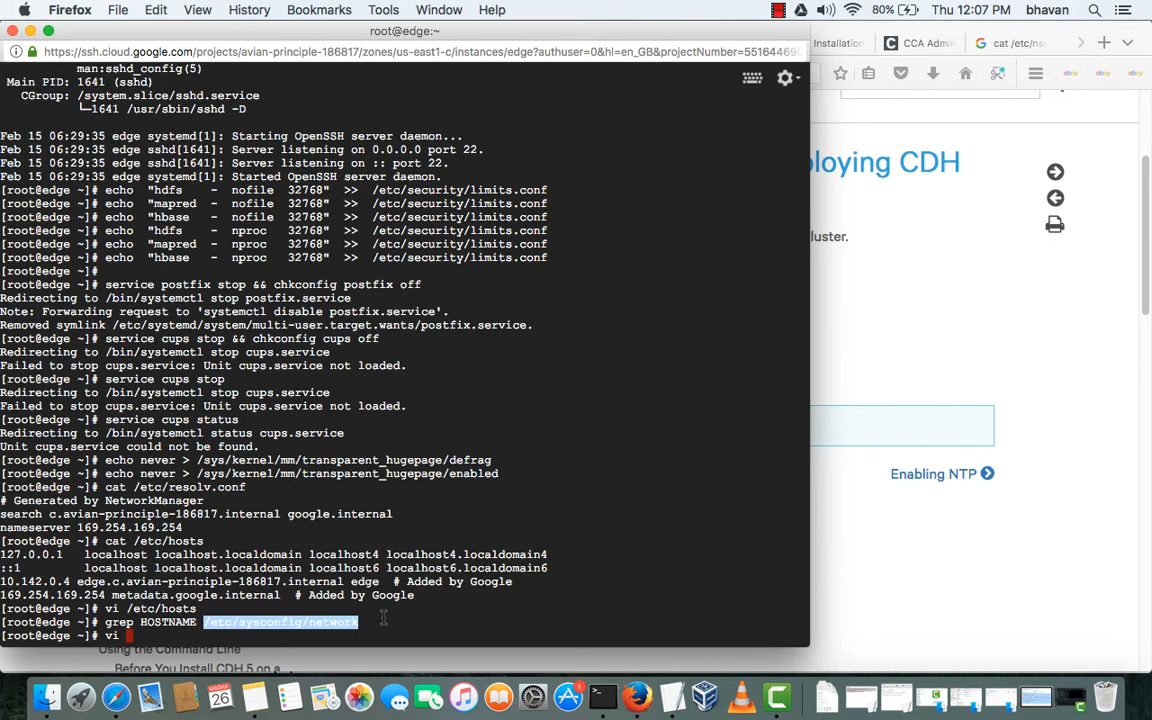 Firefox File Edit View History Bookmarks Tools Window Help
80% Thu 12:07 PM bhavan
root@edge:~
https://ssh.cloud.google.com/projects/avian-principle-186817/zones/us-east1-c/instances/edge?authuser=0&hl=en_GB&projectNumber=55164469
Installation
CCA Admi
cat /etc/ns
ebay
ebay
ebay
man:sshd_config(5)
Main PID: 1641 (sshd)
CGroup: /system.slice/sshd.service
└─1641 /usr/sbin/sshd -D
Feb 15 06:29:35 edge systemd[1]: Starting OpenSSH server daemon...
Feb 15 06:29:35 edge sshd[1641]: Server listening on 0.0.0.0 port 22.
Feb 15 06:29:35 edge sshd[1641]: Server listening on :: port 22.
Feb 15 06:29:35 edge systemd[1]: Started OpenSSH server daemon.
[root@edge ~]# echo "hdfs - nofile 32768" >> /etc/security/limits.conf
[root@edge ~]# echo "mapred - nofile 32768" >> /etc/security/limits.conf
[root@edge ~]# echo "hbase - nofile 32768" >> /etc/security/limits.conf
[root@edge ~]# echo "hdfs - nproc 32768" >> /etc/security/limits.conf
[root@edge ~]# echo "mapred - nproc 32768" >> /etc/security/limits.conf
[root@edge ~]# echo "hbase - nproc 32768" >> /etc/security/limits.conf
[root@edge ~]#
[root@edge ~]# service postfix stop && chkconfig postfix off
Redirecting to /bin/systemctl stop postfix.service
Note: Forwarding request to 'systemctl disable postfix.service'.
Removed symlink /etc/systemd/system/multi-user.target.wants/postfix.service.
[root@edge ~]# service cups stop && chkconfig cups off
Redirecting to /bin/systemctl stop cups.service
Failed to stop cups.service: Unit cups.service not loaded.
[root@edge ~]# service cups stop
Redirecting to /bin/systemctl stop cups.service
Failed to stop cups.service: Unit cups.service not loaded.
[root@edge ~]# service cups status
Redirecting to /bin/systemctl status cups.service
Unit cups.service could not be found.
[root@edge ~]# echo never > /sys/kernel/mm/transparent_hugepage/defrag
[root@edge ~]# echo never > /sys/kernel/mm/transparent_hugepage/enabled
[root@edge ~]# cat /etc/resolv.conf
# Generated by NetworkManager
search c.avian-principle-186817.internal google.internal
nameserver 169.254.169.254
[root@edge ~]# cat /etc/hosts
127.0.0.1 localhost localhost.localdomain localhost4 localhost4.localdomain4
::1 localhost localhost.localdomain localhost6 localhost6.localdomain6
10.142.0.4 edge.c.avian-principle-186817.internal edge # Added by Google
169.254.169.254 metadata.google.internal # Added by Google
[root@edge ~]# vi /etc/hosts
[root@edge ~]# grep HOSTNAME /etc/sysconfig/network
[root@edge ~]# vi
ploying CDH
luster.
Enabling NTP
Using the Command Line
Before You Install CDH 5 on a
MAR
26
1